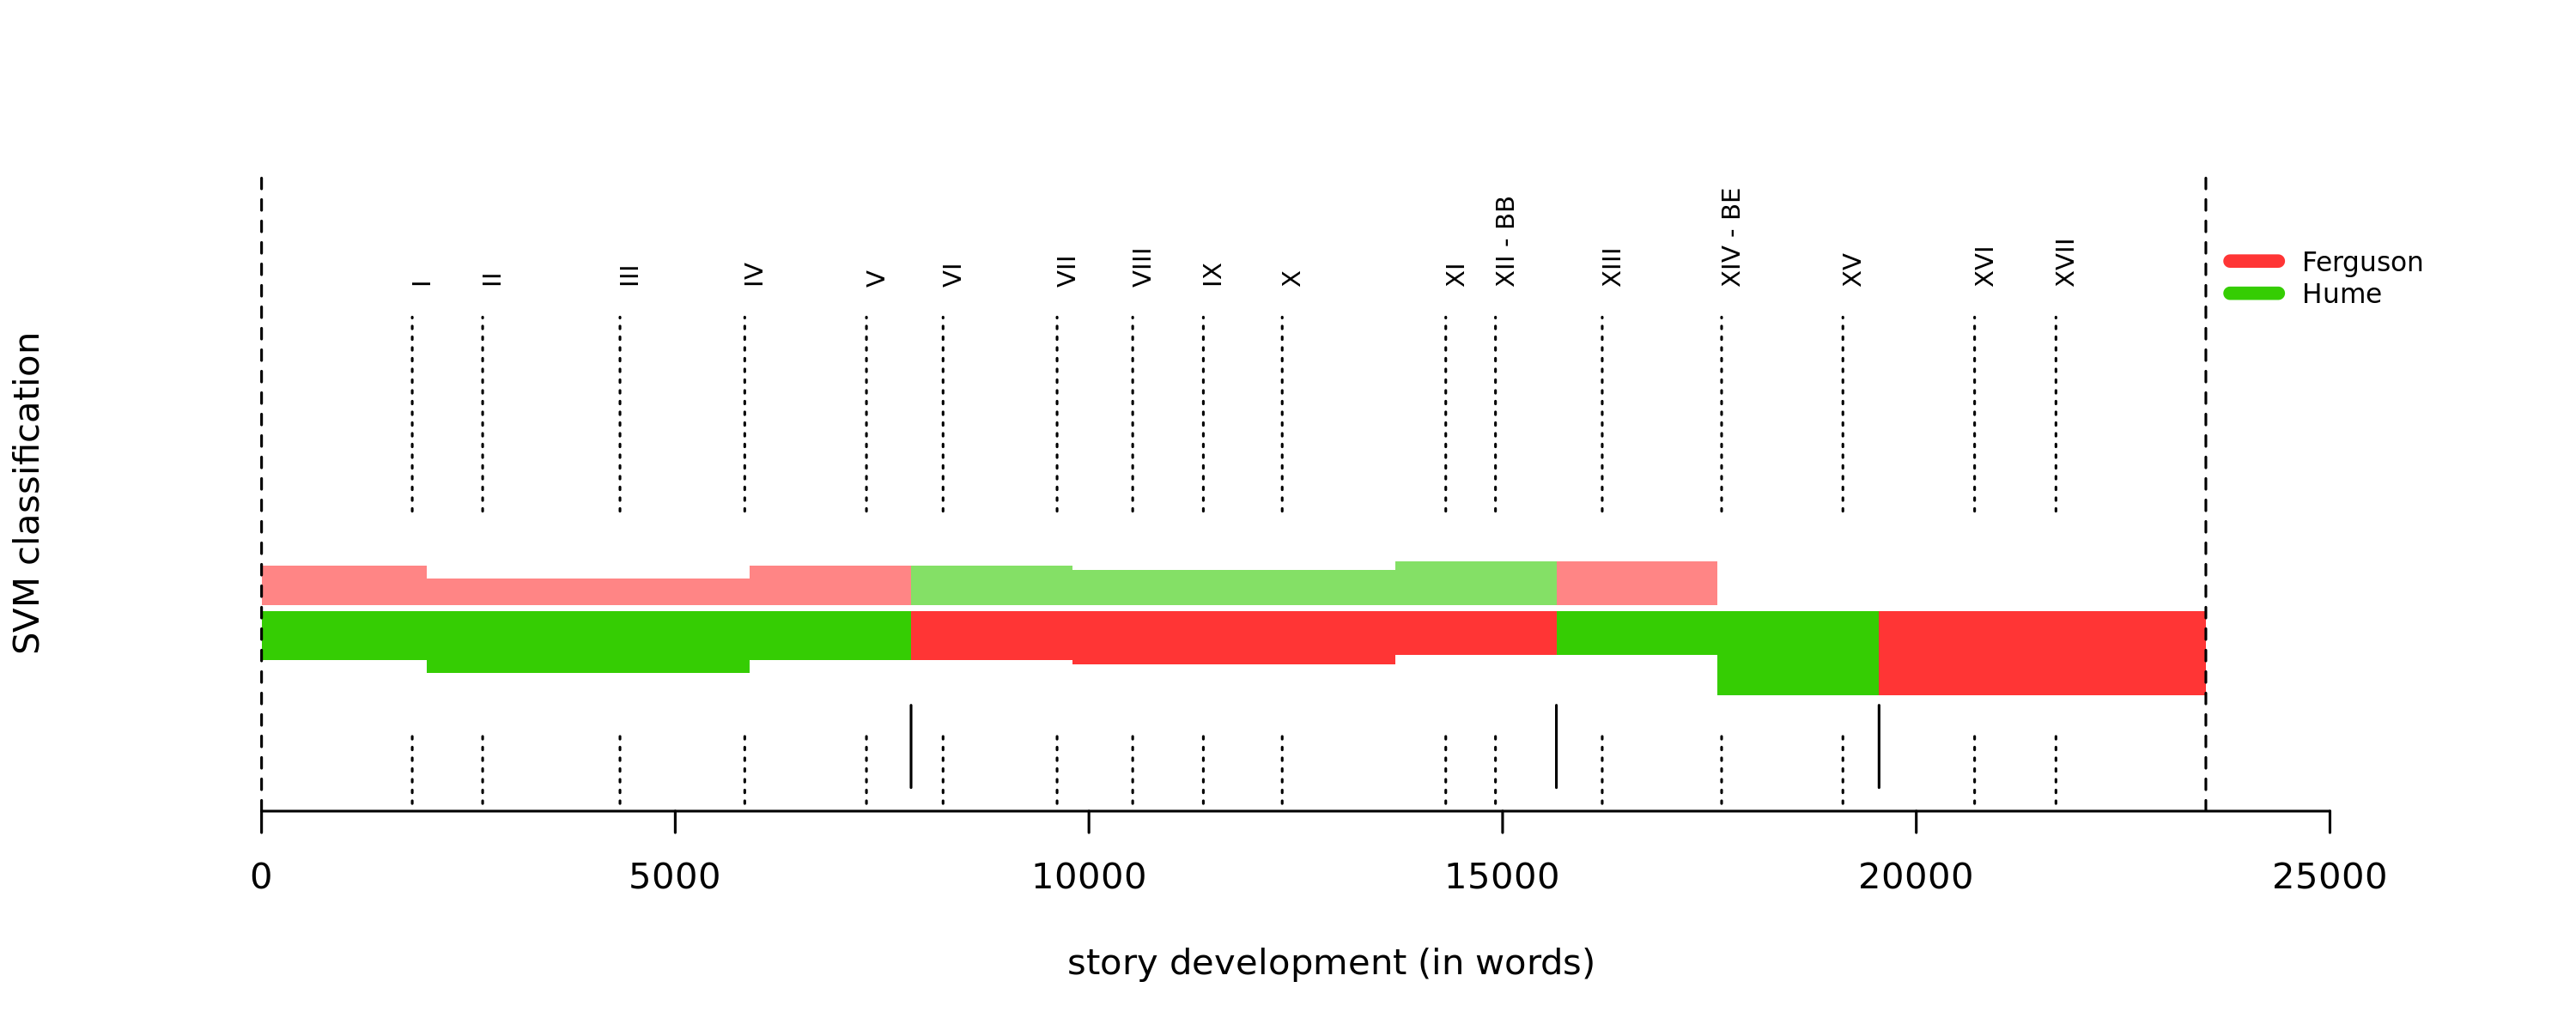 I
II
III
IV
V
VI
VII
VIII
IX
X
XI
XII - BB
XIII
XIV - BE
XV
XVI
XVII
Ferguson
Hume
SVM classification
0
5000
10000
15000
20000
25000
story development (in words)